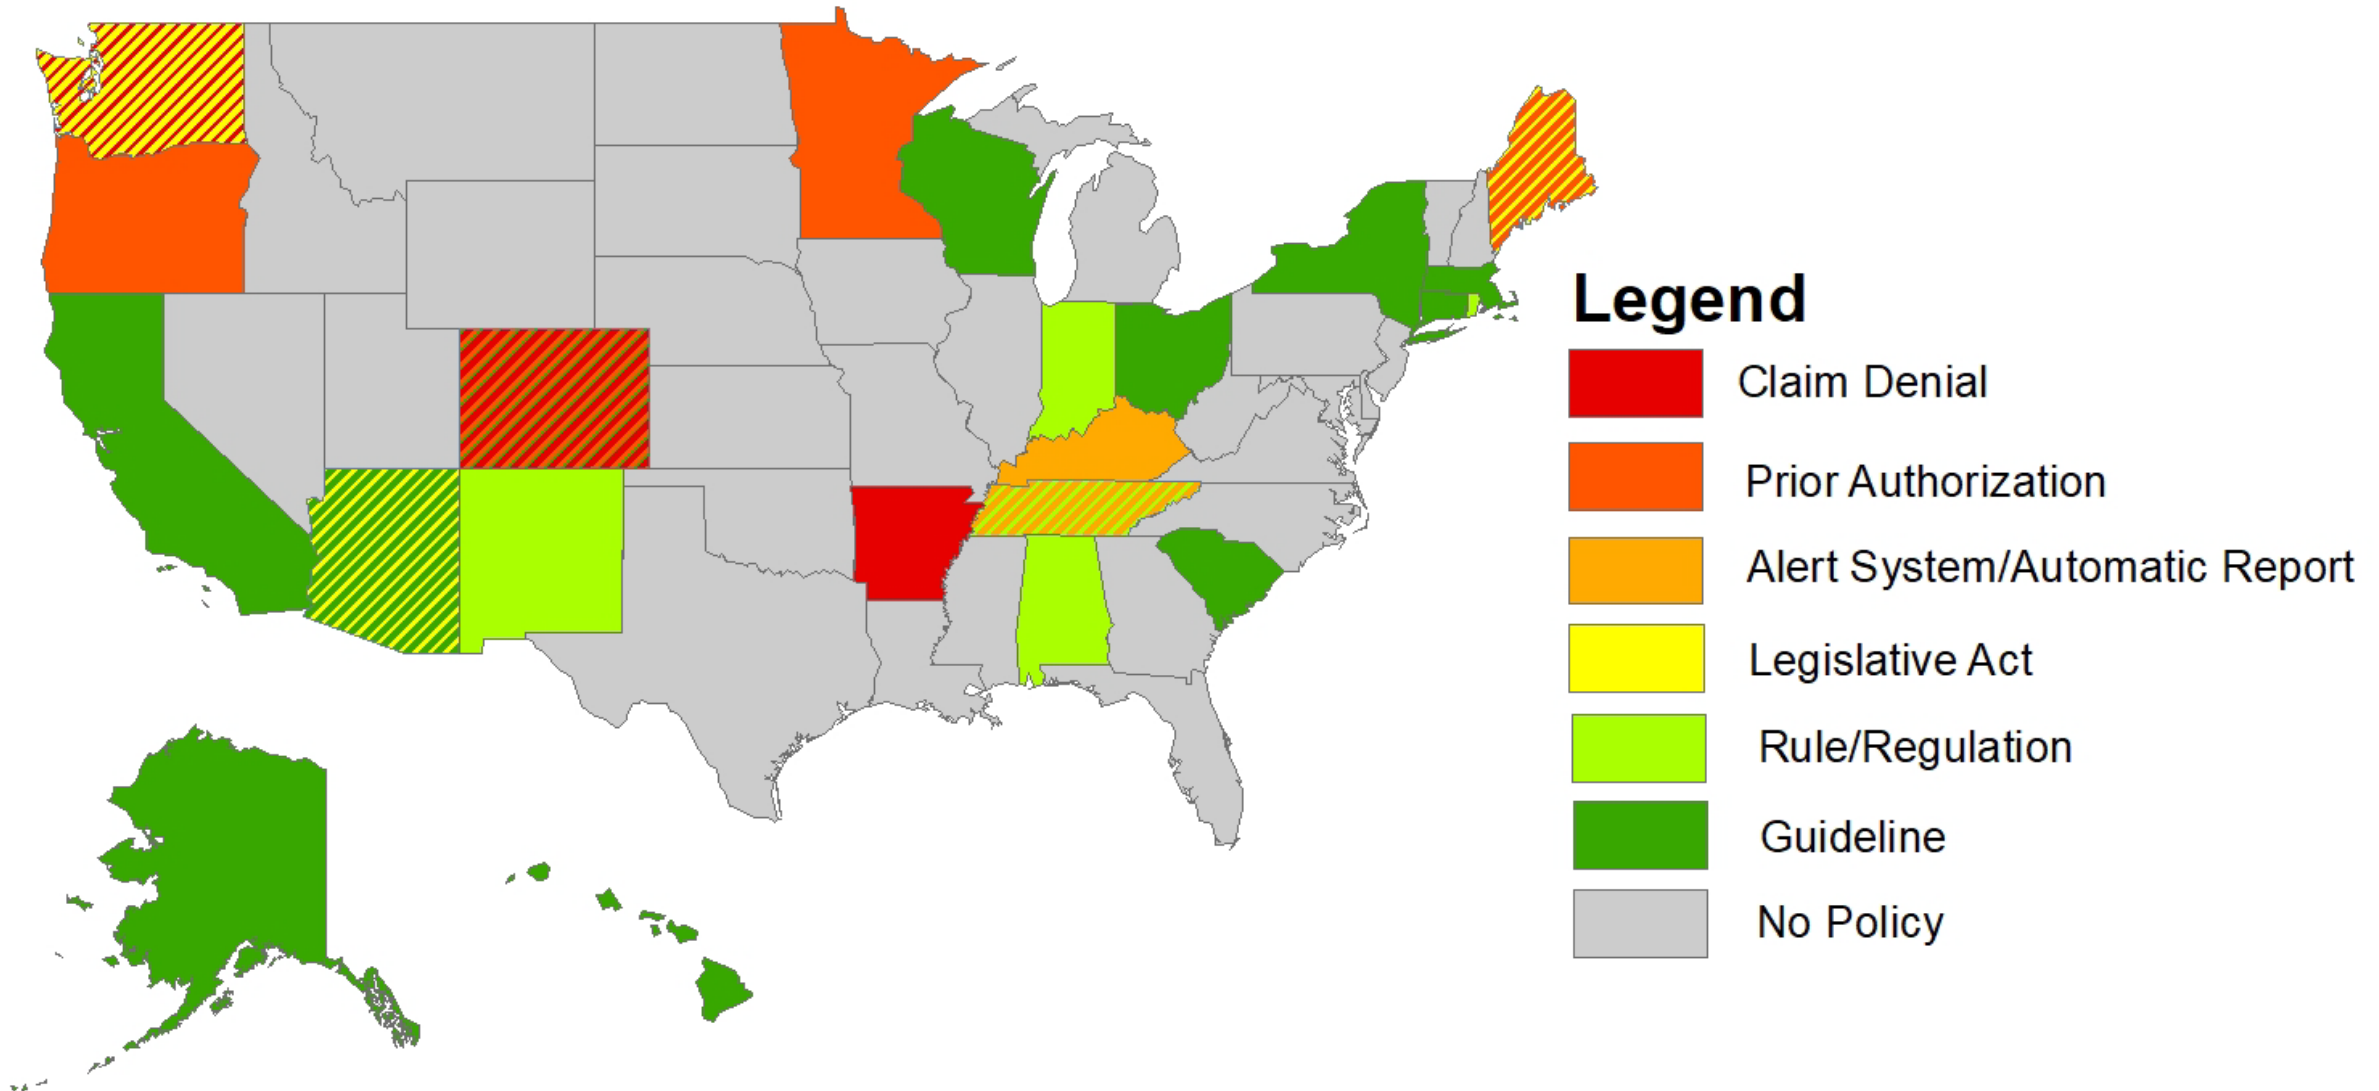 Legend
Claim Denial
Prior Authorization
Alert System/Automatic Report
Legislative Act
Rule/Regulation
Guideline
No Policy